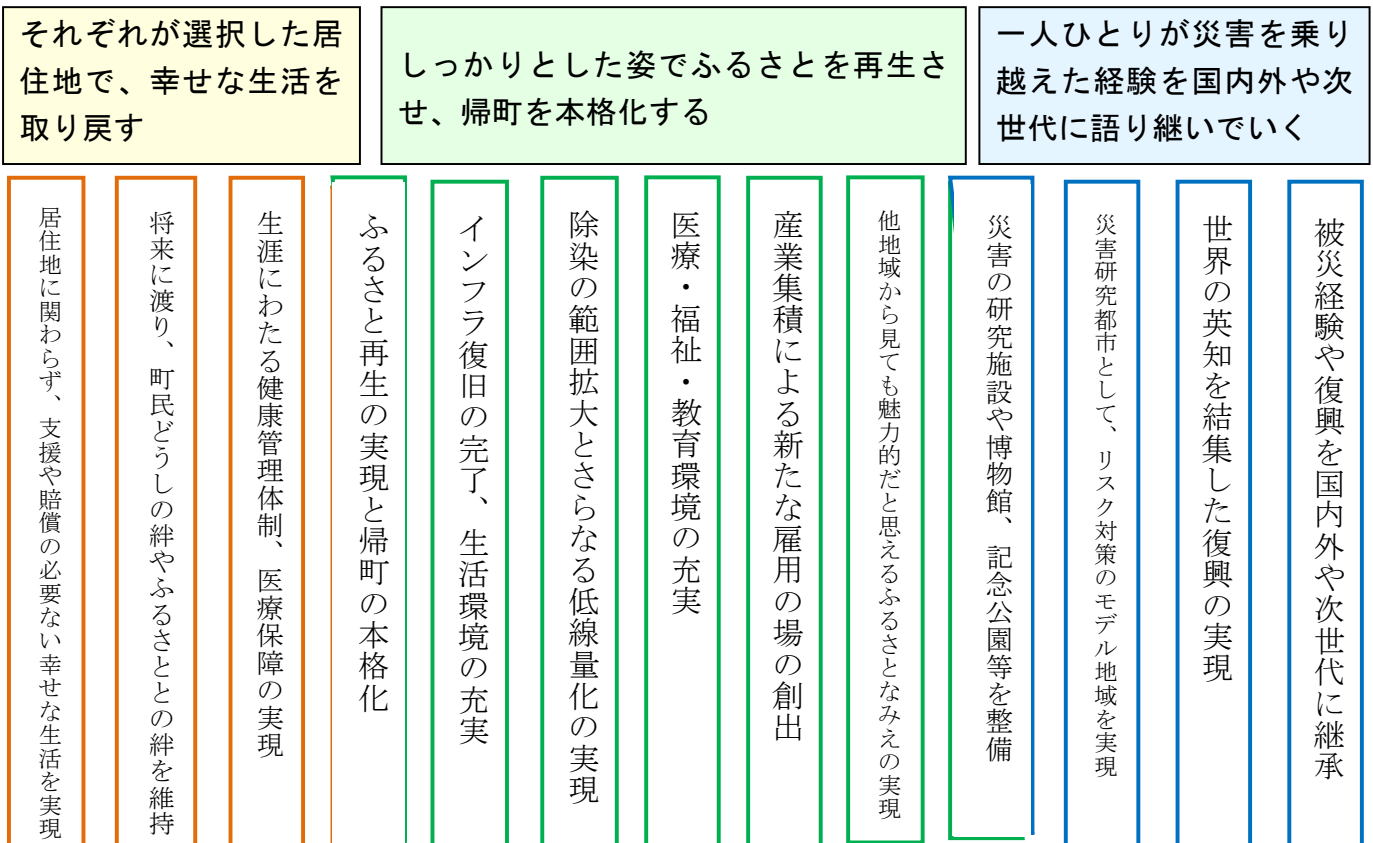 それぞれが選択した居
住地で、幸せな生活を
取り戻す
しっかりとした姿でふるさとを再生さ
せ、帰町を本格化する
一人ひとりが災害を乗り
越えた経験を国内外や次
世代に語り継いでいく
居住地に関わらず、支援や賠償の必要ない幸せな生活を実現
将来に渡り、町民どうしの絆やふるさととの絆を維持
生涯にわたる健康管理体制、医療保障の実現
ふるさと再生の実現と帰町の本格化
インフラ復旧の完了、生活環境の充実
除染の範囲拡大とさらなる低線量化の実現
医療・福祉・教育環境の充実
産業集積による新たな雇用の場の創出
他地域から見ても魅力的だと思えるふるさとなみえの実現
災害の研究施設や博物館、記念公園等を整備
災害研究都市として、リスク対策のモデル地域を実現
世界の英知を結集した復興の実現
被災経験や復興を国内外や次世代に継承